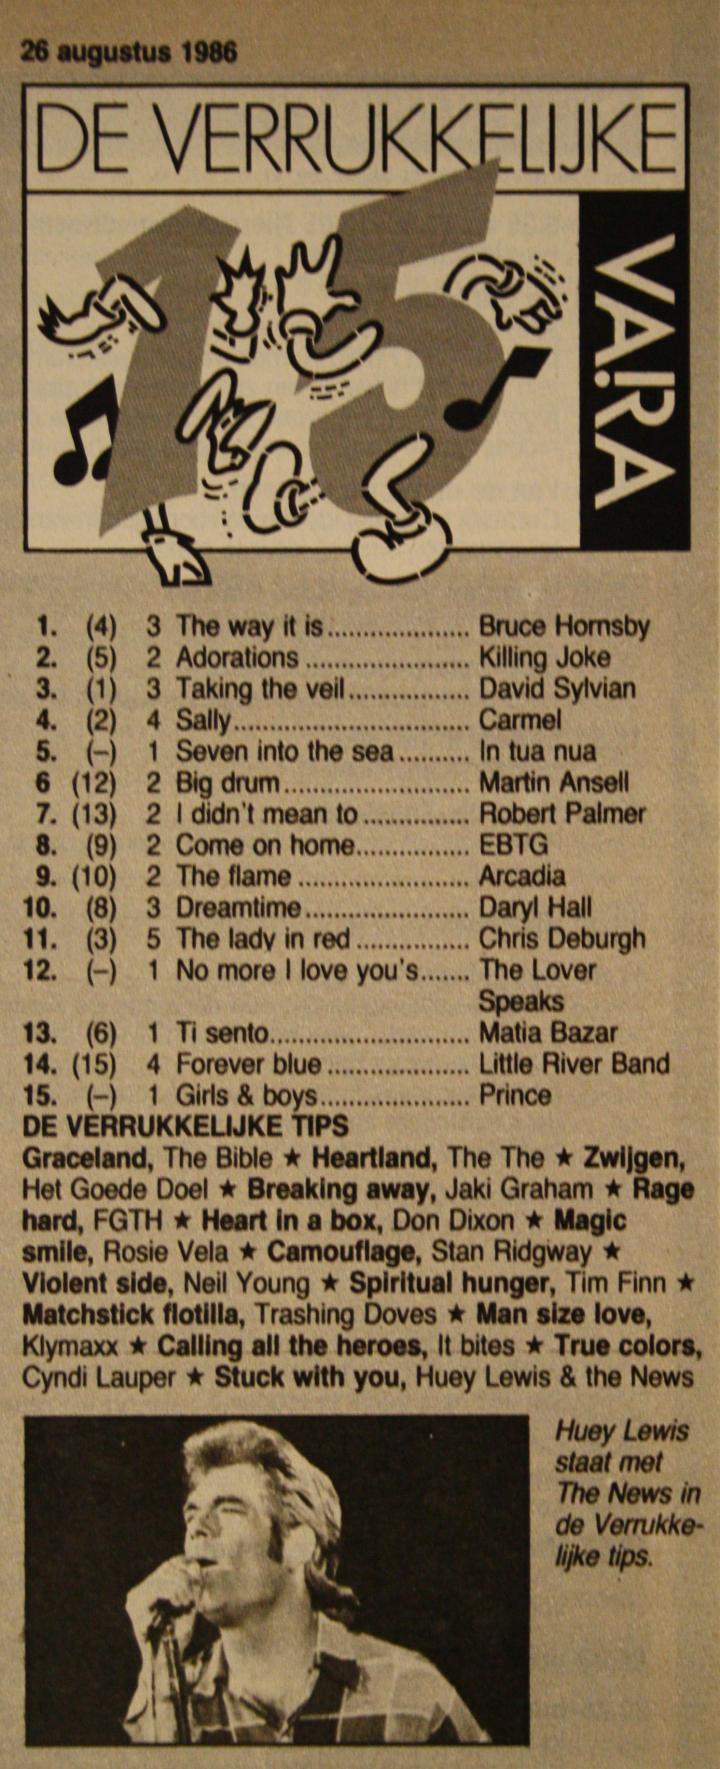 26 augustus 1986
DE VERRUKKELIJKE
15
VARA
1. (4) 3 The way it is..................... Bruce Hornsby
2. (5) 2 Adorations ........................ Killing Joke
3. (1) 3 Taking the veil.................. David Sylvian
4. (2) 4 Sally................................... Carmel
5. (–) 1 Seven into the sea .......... In tua nua
6 (12) 2 Big drum........................... Martin Ansell
7. (13) 2 I didn't mean to ............... Robert Palmer
8. (9) 2 Come on home................ EBTG
9. (10) 2 The flame ......................... Arcadia
10. (8) 3 Dreamtime........................ Daryl Hall
11. (3) 5 The lady in red ................ Chris Deburgh
12. (–) 1 No more I love you's....... The Lover
Speaks
13. (6) 1 Ti sento............................. Matia Bazar
14. (15) 4 Forever blue ..................... Little River Band
15. (–) 1 Girls & boys...................... Prince
DE VERRUKKELIJKE TIPS
Graceland, The Bible ★ Heartland, The The ★ Zwijgen,
Het Goede Doel ★ Breaking away, Jaki Graham ★ Rage
hard, FGTH ★ Heart in a box, Don Dixon ★ Magic
smile, Rosie Vela ★ Camouflage, Stan Ridgway ★
Violent side, Neil Young ★ Spiritual hunger, Tim Finn ★
Matchstick flotilla, Trashing Doves ★ Man size love,
Klymaxx ★ Calling all the heroes, It bites ★ True colors,
Cyndi Lauper ★ Stuck with you, Huey Lewis & the News
Huey Lewis
staat met
The News in
de Verrukke-
lijke tips.